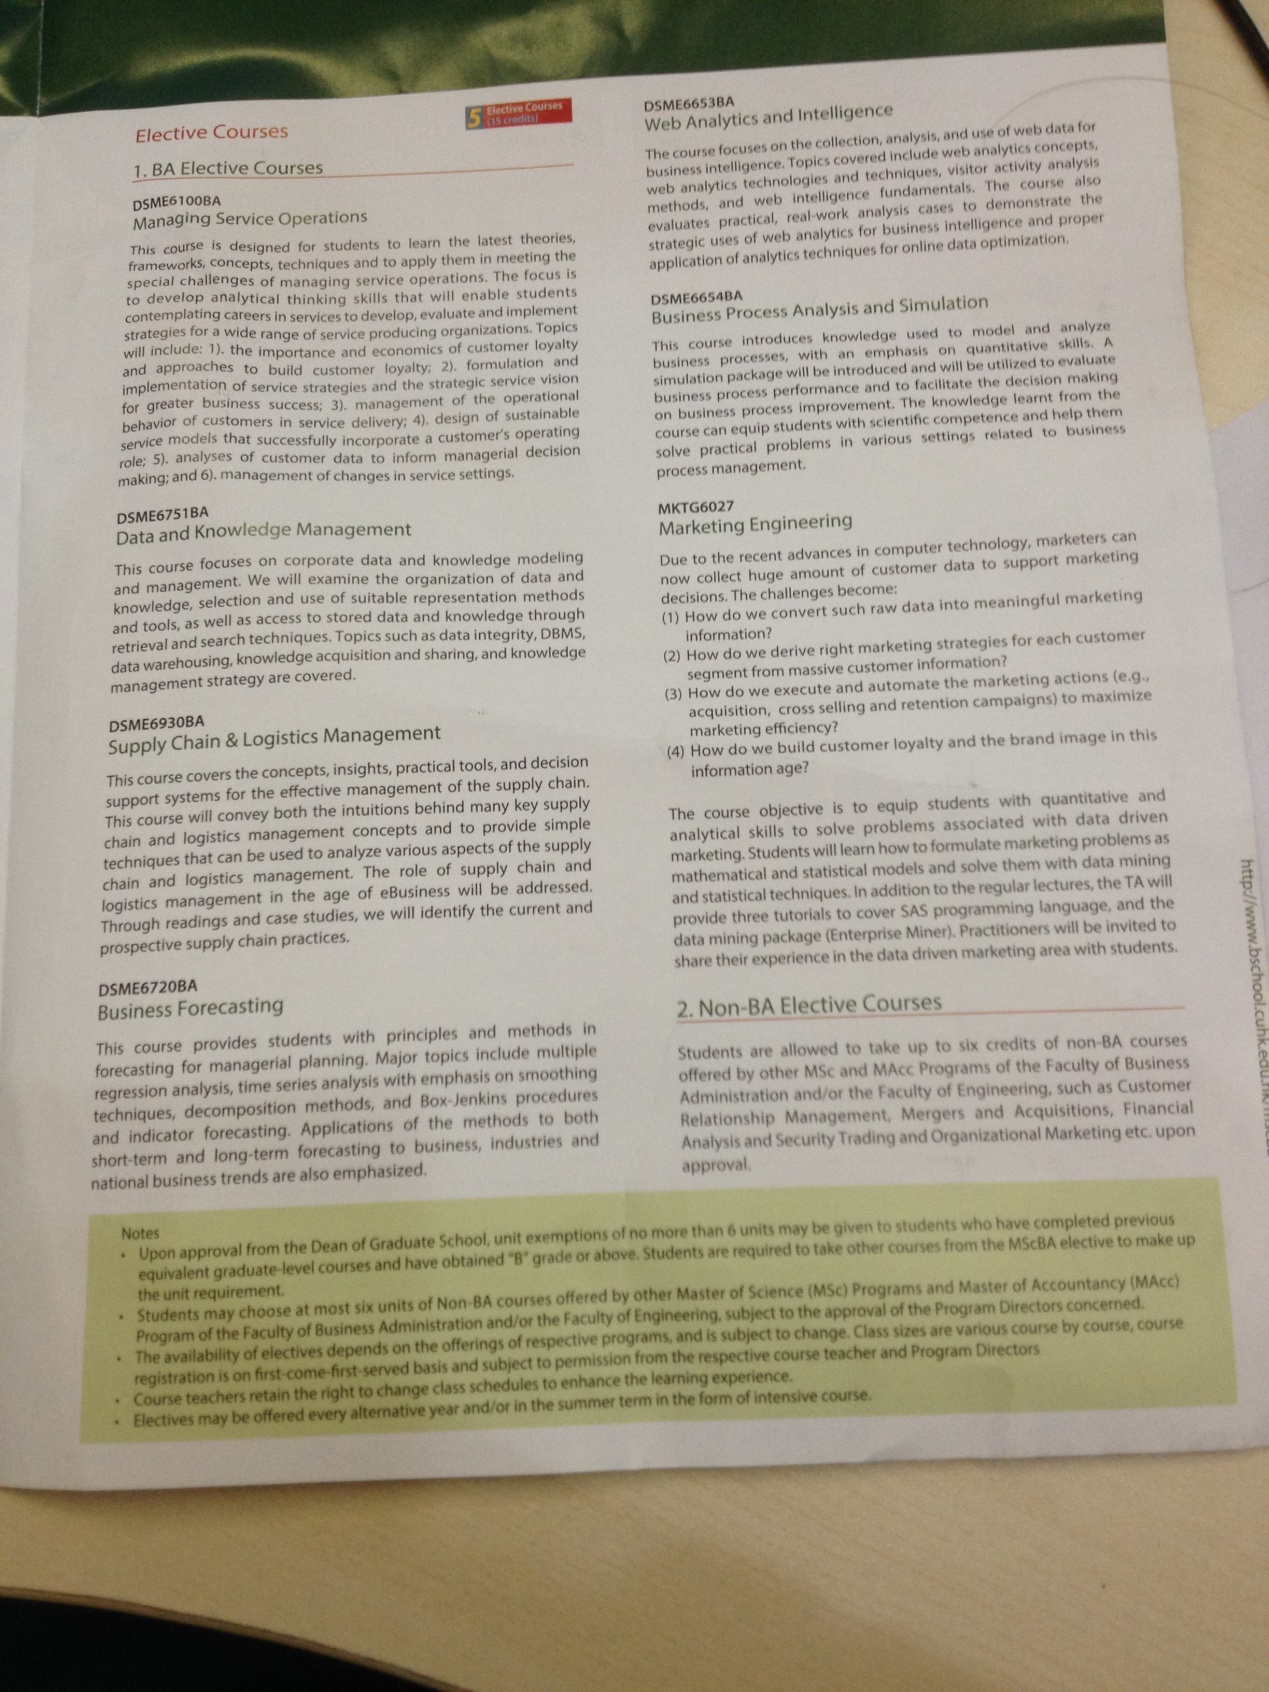 Elective Courses
5 Elective Courses
(15 credits)
1. BA Elective Courses
DSME6100BA
Managing Service Operations
This course is designed for students to learn the latest theories,
frameworks, concepts, techniques and to apply them in meeting the
special challenges of managing service operations. The focus is
to develop analytical thinking skills that will enable students
contemplating careers in services to develop, evaluate and implement
strategies for a wide range of service producing organizations. Topics
will include: 1). the importance and economics of customer loyalty
and approaches to build customer loyalty; 2). formulation and
implementation of service strategies and the strategic service vision
for greater business success; 3). management of the operational
behavior of customers in service delivery; 4). design of sustainable
service models that successfully incorporate a customer's operating
role; 5). analyses of customer data to inform managerial decision
making; and 6). management of changes in service settings.
DSME6751BA
Data and Knowledge Management
This course focuses on corporate data and knowledge modeling
and management. We will examine the organization of data and
knowledge, selection and use of suitable representation methods
and tools, as well as access to stored data and knowledge through
retrieval and search techniques. Topics such as data integrity, DBMS,
data warehousing, knowledge acquisition and sharing, and knowledge
management strategy are covered.
DSME6930BA
Supply Chain & Logistics Management
This course covers the concepts, insights, practical tools, and decision
support systems for the effective management of the supply chain.
This course will convey both the intuitions behind many key supply
chain and logistics management concepts and to provide simple
techniques that can be used to analyze various aspects of the supply
chain and logistics management. The role of supply chain and
logistics management in the age of eBusiness will be addressed.
Through readings and case studies, we will identify the current and
prospective supply chain practices.
DSME6720BA
Business Forecasting
This course provides students with principles and methods in
forecasting for managerial planning. Major topics include multiple
regression analysis, time series analysis with emphasis on smoothing
techniques, decomposition methods, and Box-Jenkins procedures
and indicator forecasting. Applications of the methods to both
short-term and long-term forecasting to business, industries and
national business trends are also emphasized.
DSME6653BA
Web Analytics and Intelligence
The course focuses on the collection, analysis, and use of web data for
business intelligence. Topics covered include web analytics concepts,
web analytics technologies and techniques, visitor activity analysis
methods, and web intelligence fundamentals. The course also
evaluates practical, real-work analysis cases to demonstrate the
strategic uses of web analytics for business intelligence and proper
application of analytics techniques for online data optimization.
DSME6654BA
Business Process Analysis and Simulation
This course introduces knowledge used to model and analyze
business processes, with an emphasis on quantitative skills. A
simulation package will be introduced and will be utilized to evaluate
business process performance and to facilitate the decision making
on business process improvement. The knowledge learnt from the
course can equip students with scientific competence and help them
solve practical problems in various settings related to business
process management.
MKTG6027
Marketing Engineering
Due to the recent advances in computer technology, marketers can
now collect huge amount of customer data to support marketing
decisions. The challenges become:
(1) How do we convert such raw data into meaningful marketing
information?
(2) How do we derive right marketing strategies for each customer
segment from massive customer information?
(3) How do we execute and automate the marketing actions (e.g.,
acquisition, cross selling and retention campaigns) to maximize
marketing efficiency?
(4) How do we build customer loyalty and the brand image in this
information age?
The course objective is to equip students with quantitative and
analytical skills to solve problems associated with data driven
marketing. Students will learn how to formulate marketing problems as
mathematical and statistical models and solve them with data mining
and statistical techniques. In addition to the regular lectures, the TA will
provide three tutorials to cover SAS programming language, and the
data mining package (Enterprise Miner). Practitioners will be invited to
share their experience in the data driven marketing area with students.
2. Non-BA Elective Courses
Students are allowed to take up to six credits of non-BA courses
offered by other MSc and MAcc Programs of the Faculty of Business
Administration and/or the Faculty of Engineering, such as Customer
Relationship Management, Mergers and Acquisitions, Financial
Analysis and Security Trading and Organizational Marketing etc. upon
approval.
Notes
• Upon approval from the Dean of Graduate School, unit exemptions of no more than 6 units may be given to students who have completed previous
equivalent graduate-level courses and have obtained "B" grade or above. Students are required to take other courses from the MScBA elective to make up
the unit requirement.
• Students may choose at most six units of Non-BA courses offered by other Master of Science (MSc) Programs and Master of Accountancy (MAcc)
Program of the Faculty of Business Administration and/or the Faculty of Engineering, subject to the approval of the Program Directors concerned.
• The availability of electives depends on the offerings of respective programs, and is subject to change. Class sizes are various course by course, course
registration is on first-come-first-served basis and subject to permission from the respective course teacher and Program Directors
• Course teachers retain the right to change class schedules to enhance the learning experience.
• Electives may be offered every alternative year and/or in the summer term in the form of intensive course.
http://www.bschool.cuhk.edu.hk/